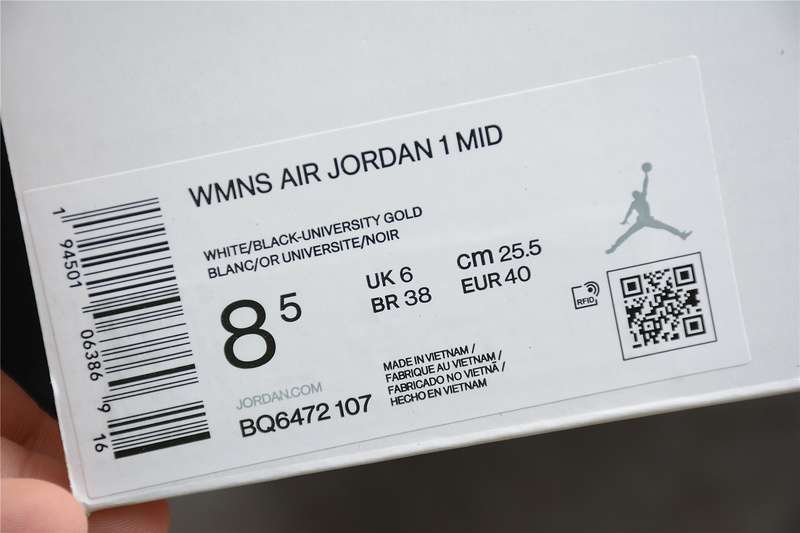 WMNS AIR JORDAN 1 MID
WHITE/BLACK-UNIVERSITY GOLD
BLANC/OR UNIVERSITE/NOIR
8 5
UK 6
BR 38
cm 25.5
EUR 40
RFID
JORDAN.COM
BQ6472 107
MADE IN VIETNAM /
FABRIQUE AU VIETNAM /
FABRICADO NO VIETNÃ /
HECHO EN VIETNAM
1 94501 06386 9 16